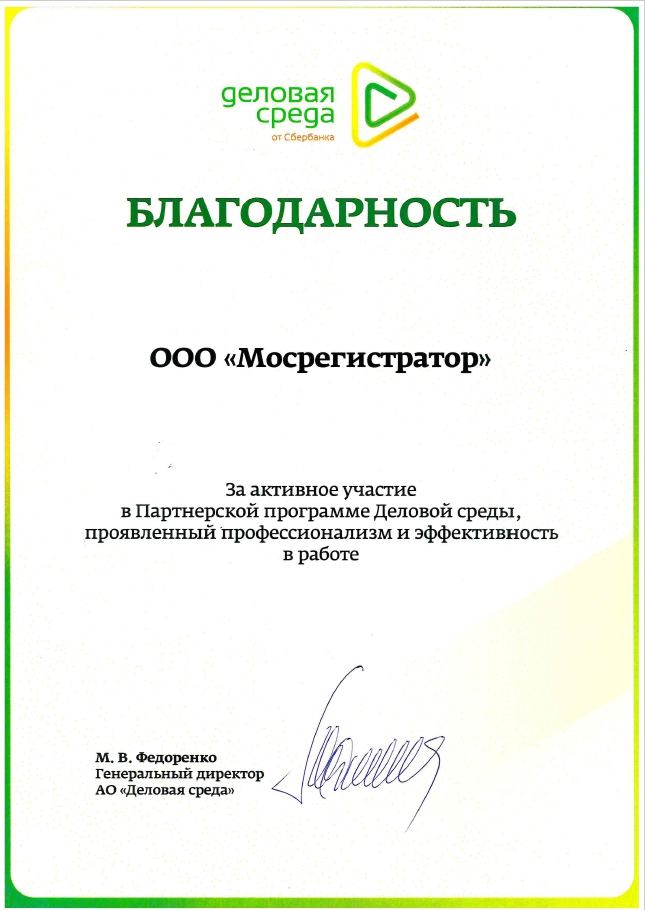 деловая
среда
от Сбербанка
БЛАГОДАРНОСТЬ
ООО «Мосрегистратор»
За активное участие
в Партнерской программе Деловой среды,
проявленный профессионализм и эффективность
в работе
М. В. Федоренко
Генеральный директор
АО «Деловая среда»